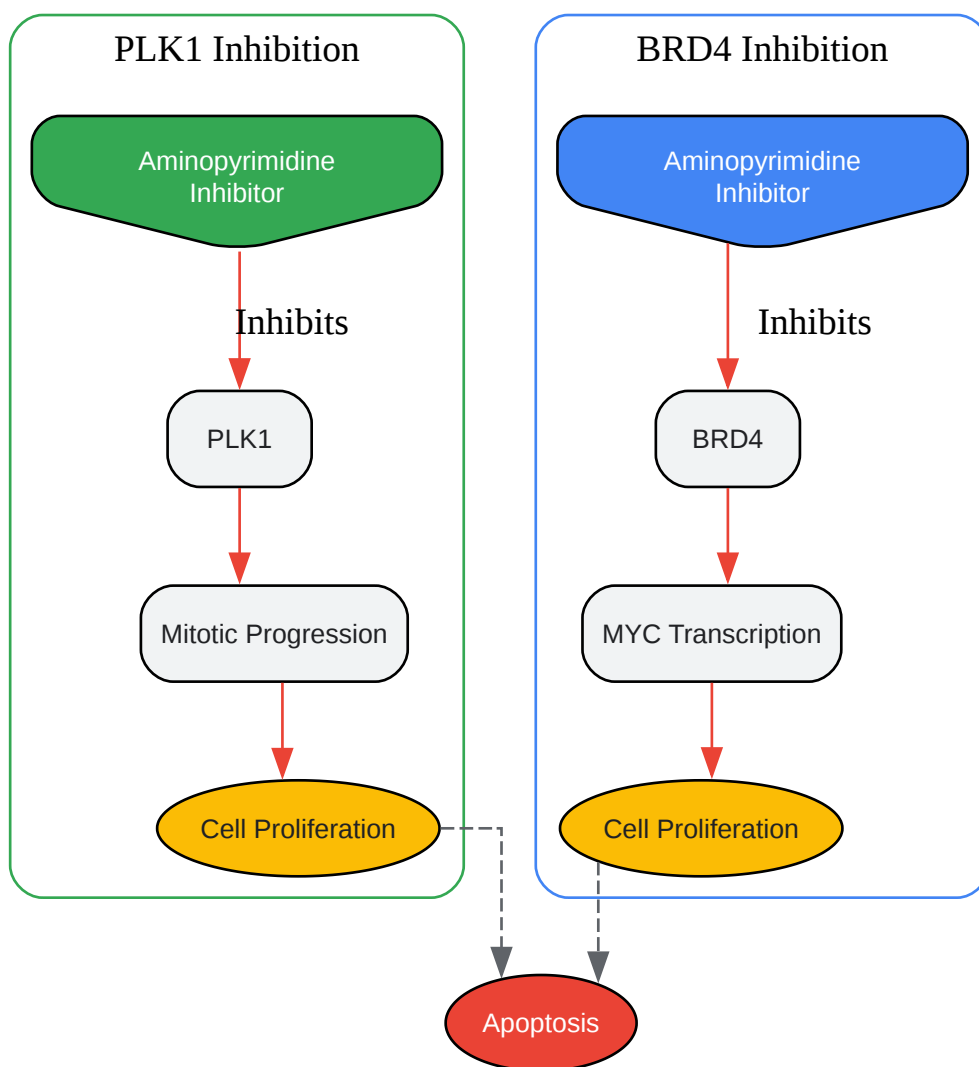 PLK1 Inhibition
Aminopyrimidine
Inhibitor
Inhibits
PLK1
Mitotic Progression
Cell Proliferation
BRD4 Inhibition
Aminopyrimidine
Inhibitor
Inhibits
BRD4
MYC Transcription
Cell Proliferation
Apoptosis